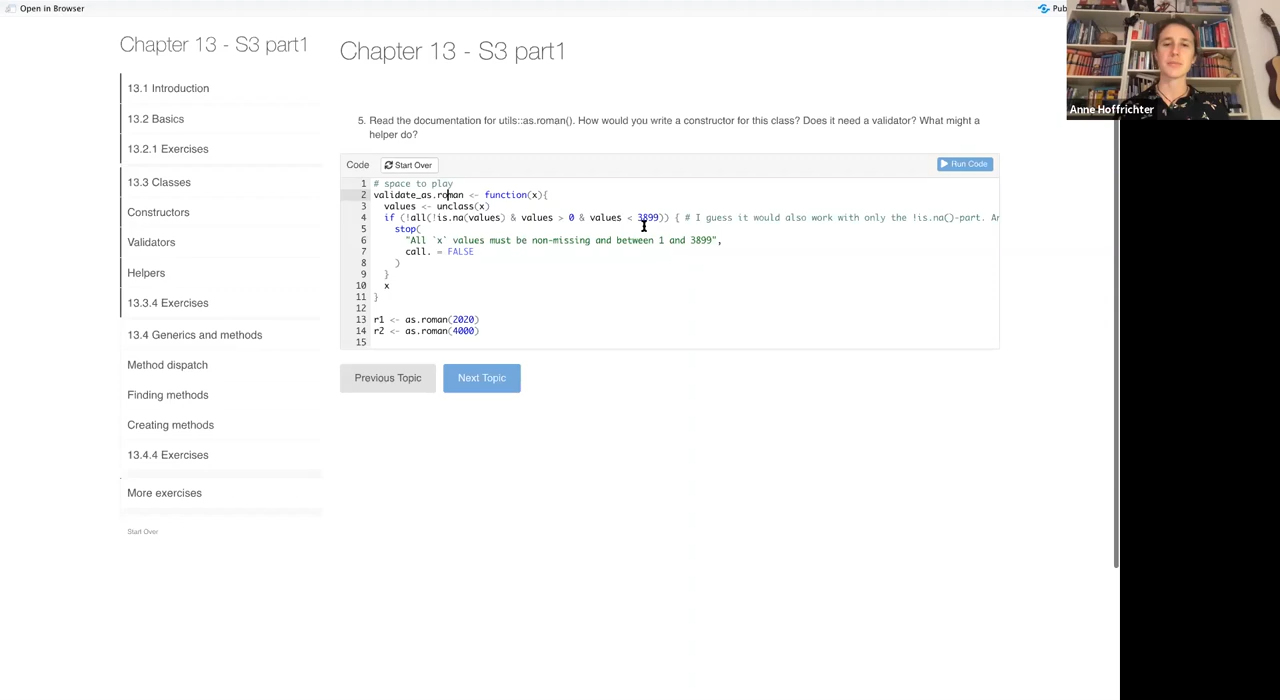 Open in Browser
Pub
Chapter 13 - S3 part1
13.1 Introduction
13.2 Basics
13.2.1 Exercises
13.3 Classes
Constructors
Validators
Helpers
13.3.4 Exercises
13.4 Generics and methods
Method dispatch
Finding methods
Creating methods
13.4.4 Exercises
More exercises
Start Over
Chapter 13 - S3 part1
5. Read the documentation for utils::as.roman(). How would you write a constructor for this class? Does it need a validator? What might a
helper do?
Code Start Over Run Code
1 # space to play
2 validate_as.roman <- function(x){
3 values <- unclass(x)
4 if (!all(!is.na(values) & values > 0 & values < 3899)) { # I guess it would also work with only the !is.na()-part. An
5 stop(
6 "All `x` values must be non-missing and between 1 and 3899",
7 call. = FALSE
8 )
9 }
10 x
11 }
12
13 r1 <- as.roman(2020)
14 r2 <- as.roman(4000)
15
Previous Topic Next Topic
Anne Hoffrichter